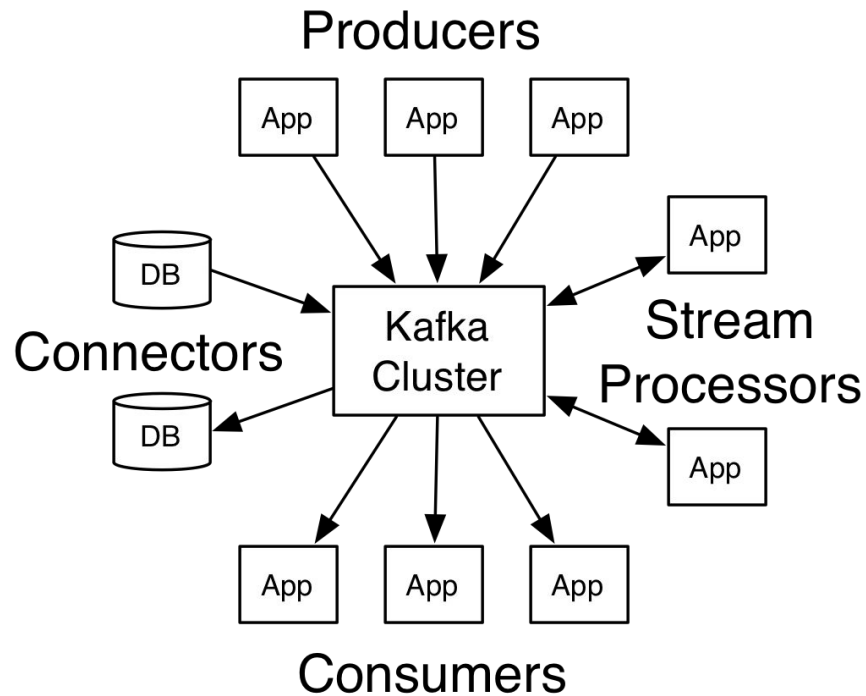 Producers
App
App
App
App
DB
Kafka
Cluster
Stream
Processors
Connectors
DB
App
App
App
App
Consumers